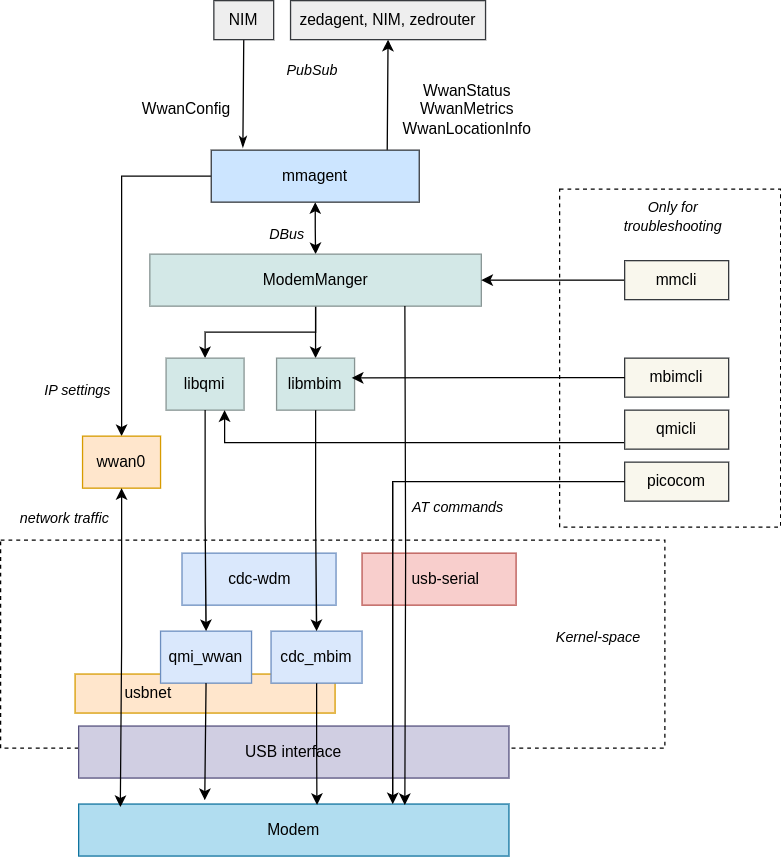 NIM
zedagent, NIM, zedrouter
PubSub
WwanConfig
WwanStatus
WwanMetrics
WwanLocationInfo
mmagent
Only for
troubleshooting
DBus
ModemManger
mmcli
libqmi
libmbim
mbimcli
IP settings
qmicli
wwan0
picocom
network traffic
AT commands
cdc-wdm
usb-serial
Kernel-space
qmi_wwan
cdc_mbim
usbnet
USB interface
Modem